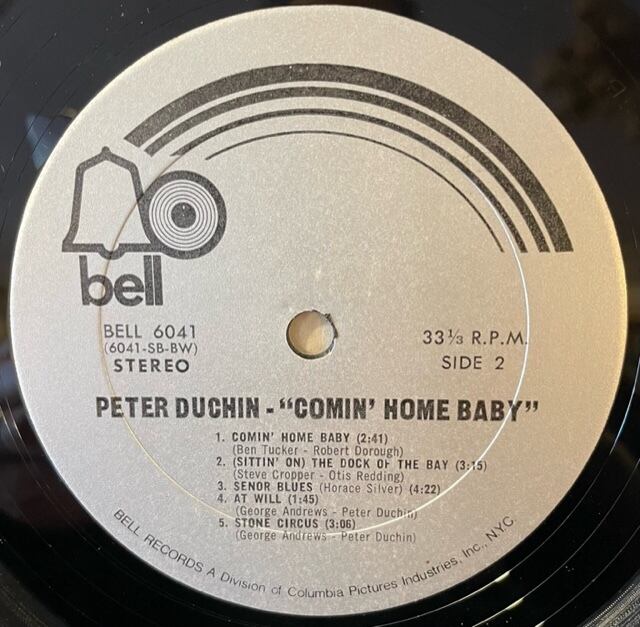 bell
BELL 6041
(6041-SB-BW)
STEREO
33⅓ R.P.M.
SIDE 2
PETER DUCHIN - "COMIN' HOME BABY"
1. COMIN' HOME BABY (2:41)
(Ben Tucker - Robert Dorough)
2. (SITTIN' ON) THE DOCK OF THE BAY (3:15)
(Steve Cropper - Otis Redding)
3. SENOR BLUES (Horace Silver) (4:22)
4. AT WILL (1:45)
(George Andrews - Peter Duchin)
5. STONE CIRCUS (3:06)
(George Andrews - Peter Duchin)
BELL RECORDS A Division of Columbia Pictures Industries, Inc., N.Y.C.